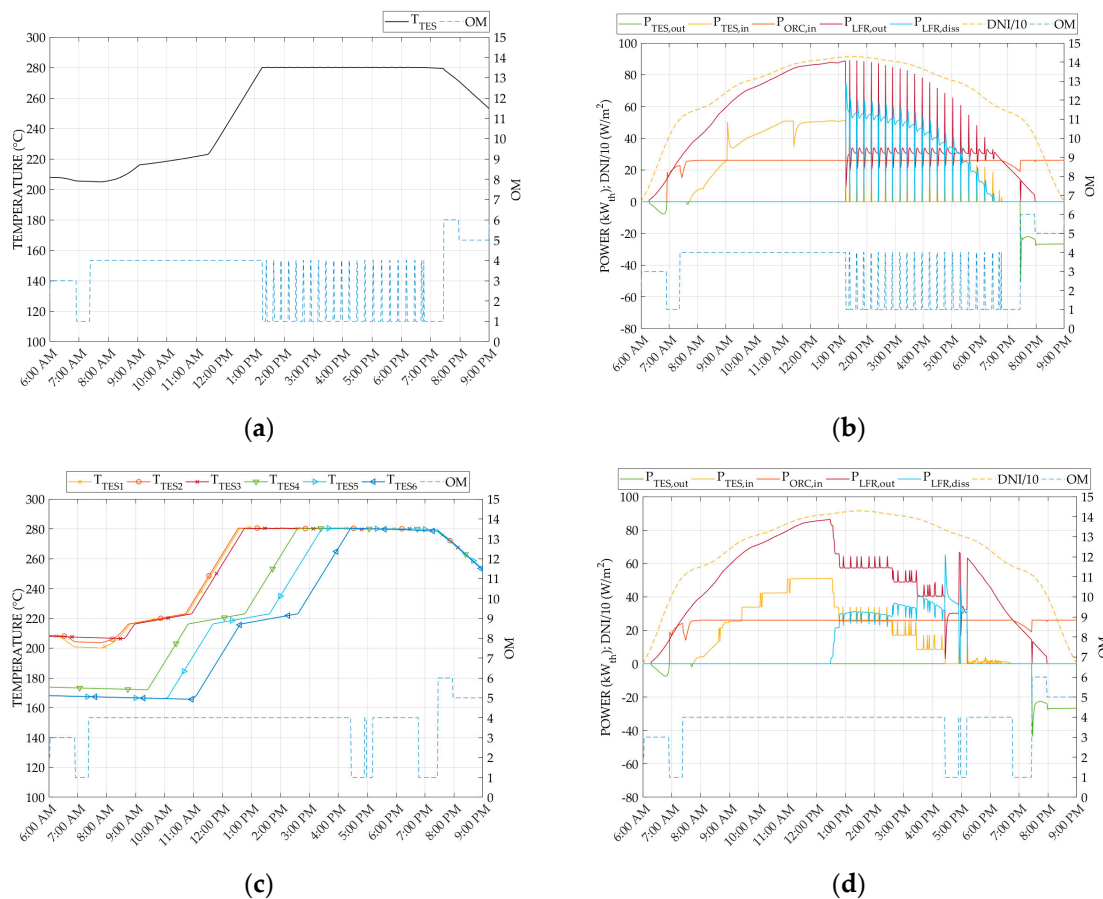 T_TES OM
300
280
260
240
220
200
180
160
140
120
100
TEMPERATURE (°C)
15
14
13
12
11
10
9
8
7
6
5
4
3
2
1
0
OM
6:00 AM
7:00 AM
8:00 AM
9:00 AM
10:00 AM
11:00 AM
12:00 PM
1:00 PM
2:00 PM
3:00 PM
4:00 PM
5:00 PM
6:00 PM
7:00 PM
8:00 PM
9:00 PM
(a)
P_TES,out P_TES,in P_ORC,in P_LFR,out P_LFR,diss DNI/10 OM
100
80
60
40
20
0
-20
-40
-60
-80
POWER (kW_th); DNI/10 (W/m²)
15
14
13
12
11
10
9
8
7
6
5
4
3
2
1
0
OM
6:00 AM
7:00 AM
8:00 AM
9:00 AM
10:00 AM
11:00 AM
12:00 PM
1:00 PM
2:00 PM
3:00 PM
4:00 PM
5:00 PM
6:00 PM
7:00 PM
8:00 PM
9:00 PM
(b)
T_TES1 T_TES2 T_TES3 T_TES4 T_TES5 T_TES6 OM
300
280
260
240
220
200
180
160
140
120
100
TEMPERATURE (°C)
15
14
13
12
11
10
9
8
7
6
5
4
3
2
1
0
OM
6:00 AM
7:00 AM
8:00 AM
9:00 AM
10:00 AM
11:00 AM
12:00 PM
1:00 PM
2:00 PM
3:00 PM
4:00 PM
5:00 PM
6:00 PM
7:00 PM
8:00 PM
9:00 PM
(c)
P_TES,out P_TES,in P_ORC,in P_LFR,out P_LFR,diss DNI/10 OM
100
80
60
40
20
0
-20
-40
-60
-80
POWER (kW_th); DNI/10 (W/m²)
15
14
13
12
11
10
9
8
7
6
5
4
3
2
1
0
OM
6:00 AM
7:00 AM
8:00 AM
9:00 AM
10:00 AM
11:00 AM
12:00 PM
1:00 PM
2:00 PM
3:00 PM
4:00 PM
5:00 PM
6:00 PM
7:00 PM
8:00 PM
9:00 PM
(d)